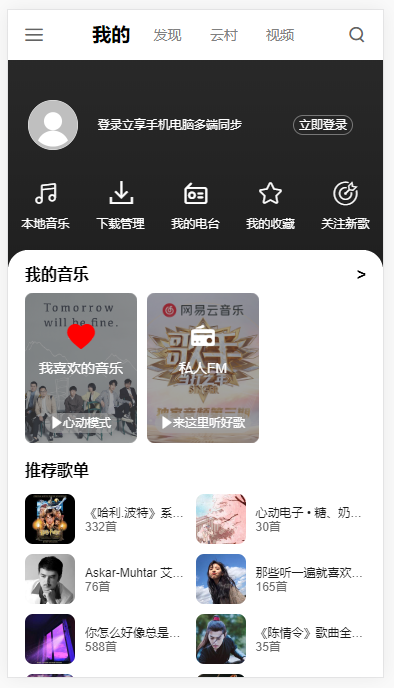 我的 发现 云村 视频
登录立享手机电脑多端同步 立即登录
本地音乐 下载管理 我的电台 我的收藏 关注新歌
我的音乐 >
Tomorrow
will be fine.
我喜欢的音乐
心动模式
网易云音乐
歌手
私人FM
来这里听好歌
推荐歌单
《哈利.波特》系...
332首
心动电子 • 糖、奶...
30首
Askar-Muhtar 艾...
76首
那些听一遍就喜欢...
165首
你怎么好像总是...
588首
《陈情令》歌曲全...
35首